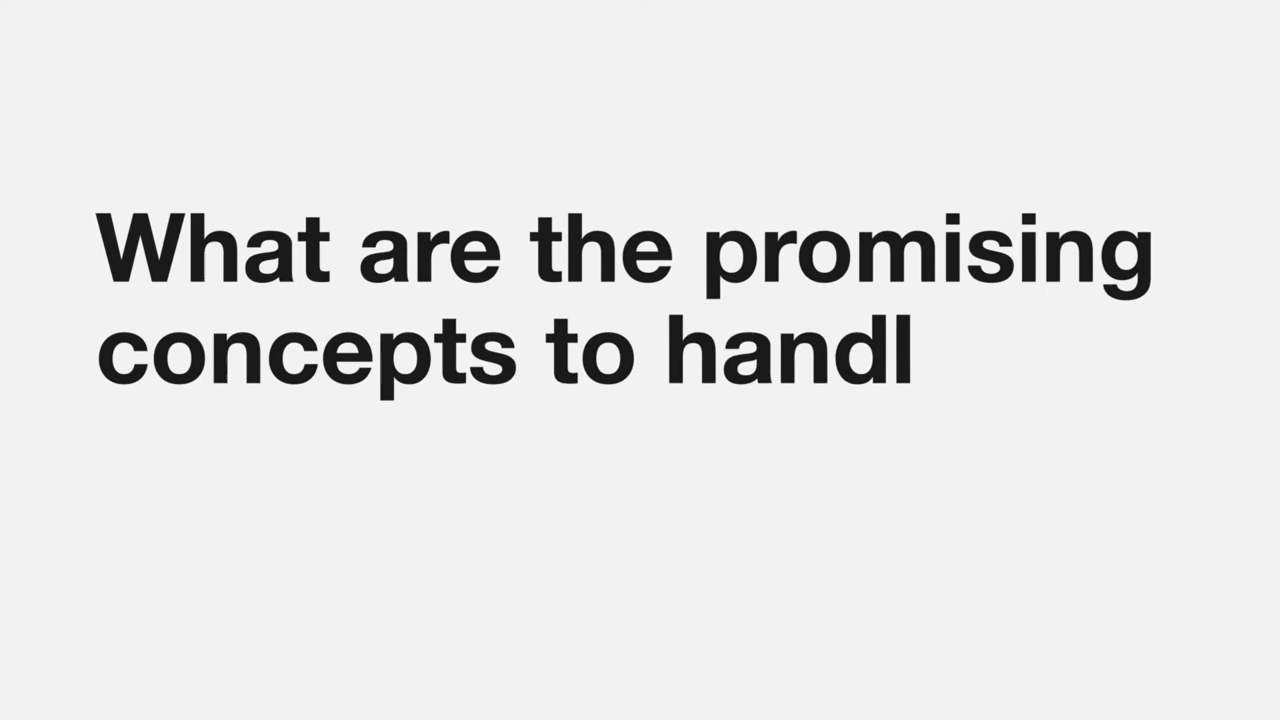 What are the promising
concepts to handl